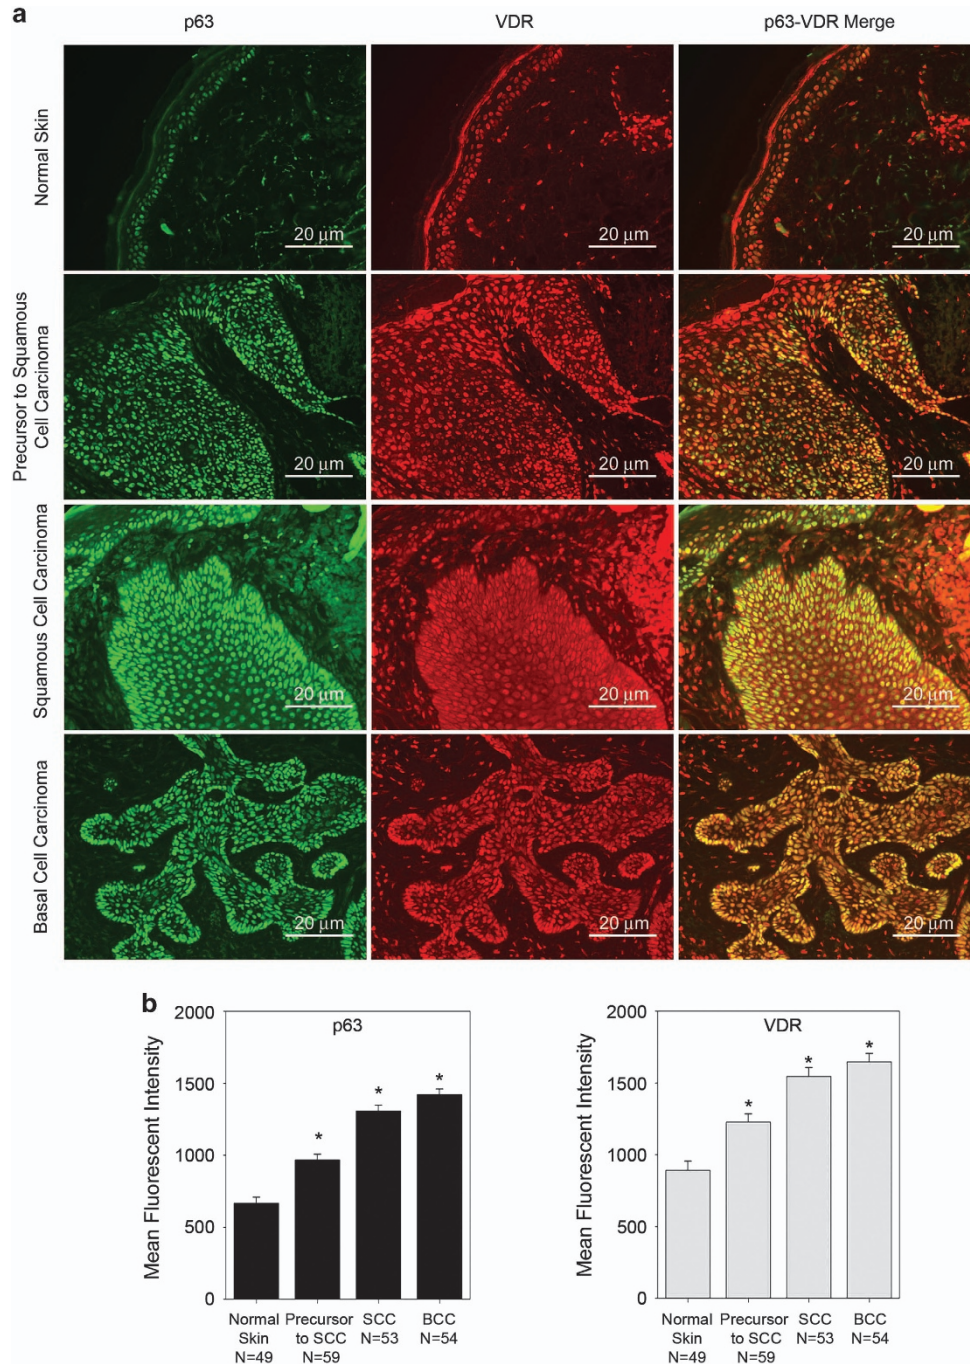 a
p63
VDR
p63-VDR Merge
Normal Skin
20 μm
20 μm
20 μm
Precursor to Squamous
Cell Carcinoma
20 μm
20 μm
20 μm
Squamous Cell Carcinoma
20 μm
20 μm
20 μm
Basal Cell Carcinoma
20 μm
20 μm
20 μm
b
p63
Mean Fluorescent Intensity
2000
1500
1000
500
0
*
*
*
Normal
Skin
N=49
Precursor
to SCC
N=59
SCC
N=53
BCC
N=54
VDR
Mean Fluorescent Intensity
2000
1500
1000
500
0
*
*
*
Normal
Skin
N=49
Precursor
to SCC
N=59
SCC
N=53
BCC
N=54